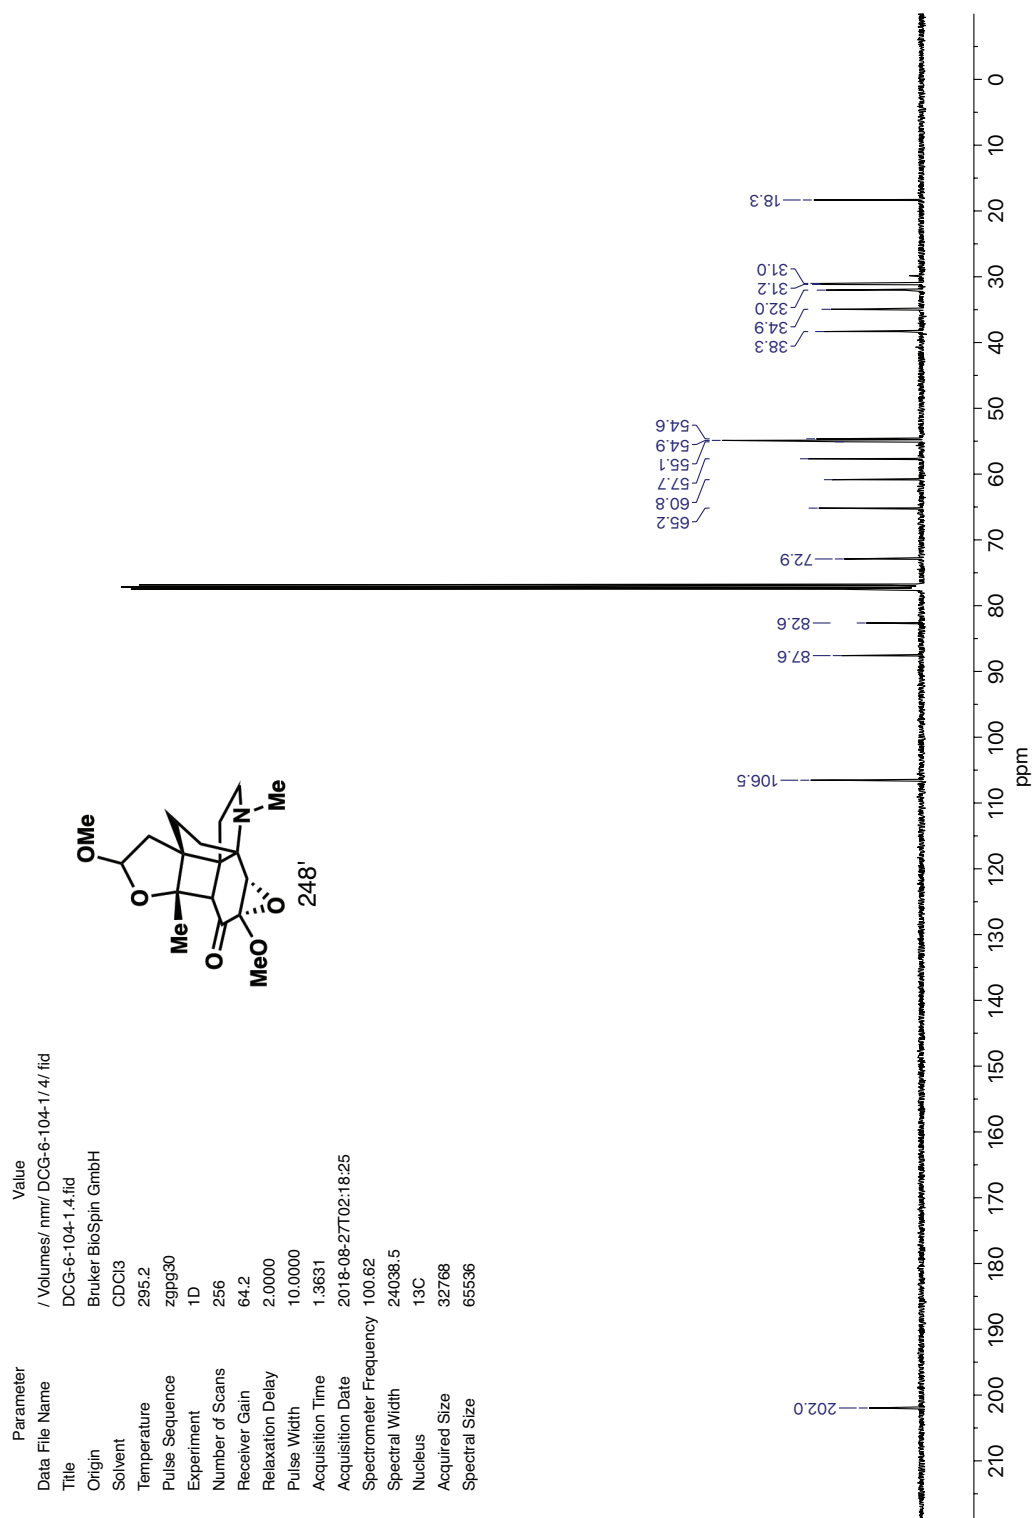 Parameter Value
Data File Name / Volumes/ nmr/ DCG-6-104-1/ 4/ fid
Title DCG-6-104-1.4.fid
Origin Bruker BioSpin GmbH
Solvent CDCl3
Temperature 295.2
Pulse Sequence zgpg30
Experiment 1D
Number of Scans 256
Receiver Gain 64.2
Relaxation Delay 2.0000
Pulse Width 10.0000
Acquisition Time 1.3631
Acquisition Date 2018-08-27T02:18:25
Spectrometer Frequency 100.62
Spectral Width 24038.5
Nucleus 13C
Acquired Size 32768
Spectral Size 65536
OMe
O
Me
O
MeO
O
N
Me
248'
202.0
106.5
87.6
82.6
72.9
65.2
60.8
57.7
55.1
54.9
54.6
38.3
34.9
32.0
31.2
31.0
18.3
210 200 190 180 170 160 150 140 130 120 110 100 90 80 70 60 50 40 30 20 10 0
ppm